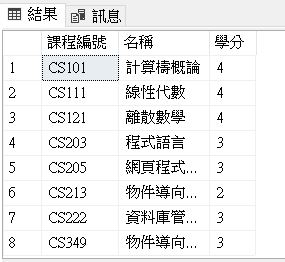 結果 訊息
課程編號 名稱 學分
1 CS101 計算機概論 4
2 CS111 線性代數 4
3 CS121 離散數學 4
4 CS203 程式語言 3
5 CS205 網頁程式... 3
6 CS213 物件導向... 2
7 CS222 資料庫管... 3
8 CS349 物件導向... 3